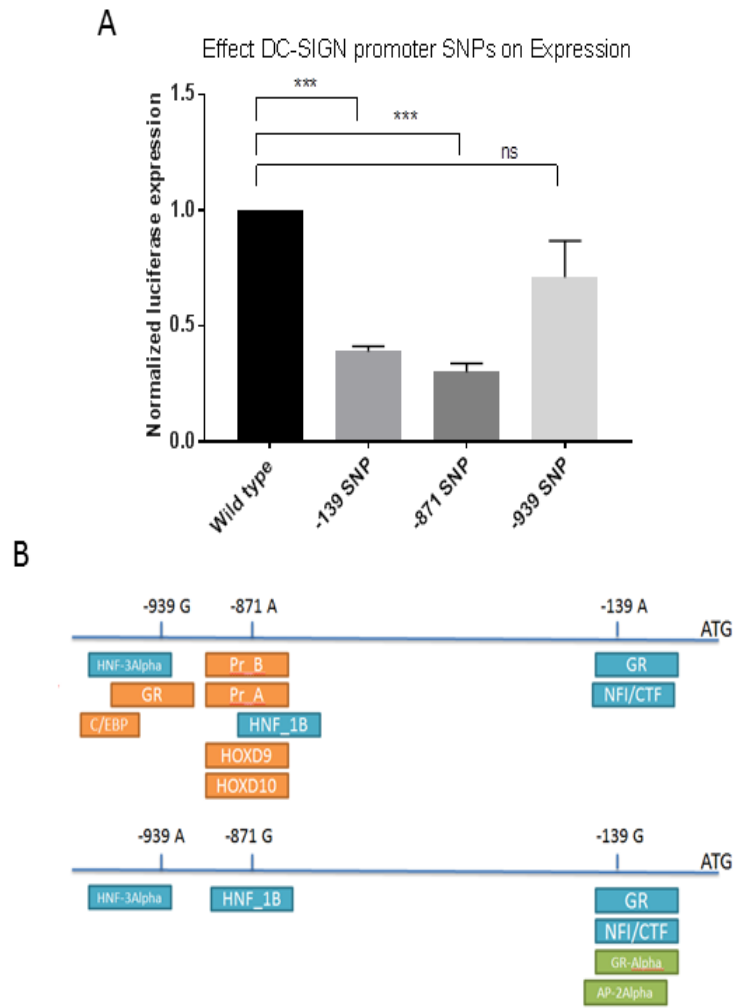 A
Effect DC-SIGN promoter SNPs on Expression
Normalized luciferase expression
1.5
1.0
0.5
0.0
***
***
ns
Wild type
-139 SNP
-871 SNP
-939 SNP
B
-939 G
-871 A
-139 A
ATG
HNF-3Alpha
Pr_B
GR
GR
Pr_A
NFI/CTF
C/EBP
HNF_1B
HOXD9
HOXD10
-939 A
-871 G
-139 G
ATG
HNF-3Alpha
HNF_1B
GR
NFI/CTF
GR-Alpha
AP-2Alpha